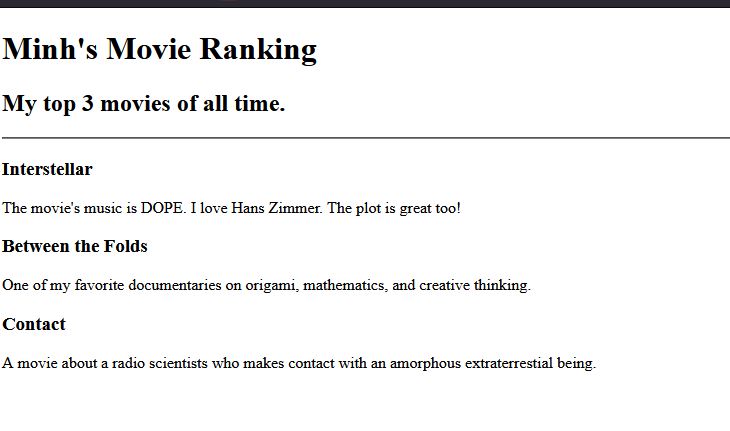 Minh's Movie Ranking
My top 3 movies of all time.
Interstellar
The movie's music is DOPE. I love Hans Zimmer. The plot is great too!
Between the Folds
One of my favorite documentaries on origami, mathematics, and creative thinking.
Contact
A movie about a radio scientists who makes contact with an amorphous extraterrestial being.